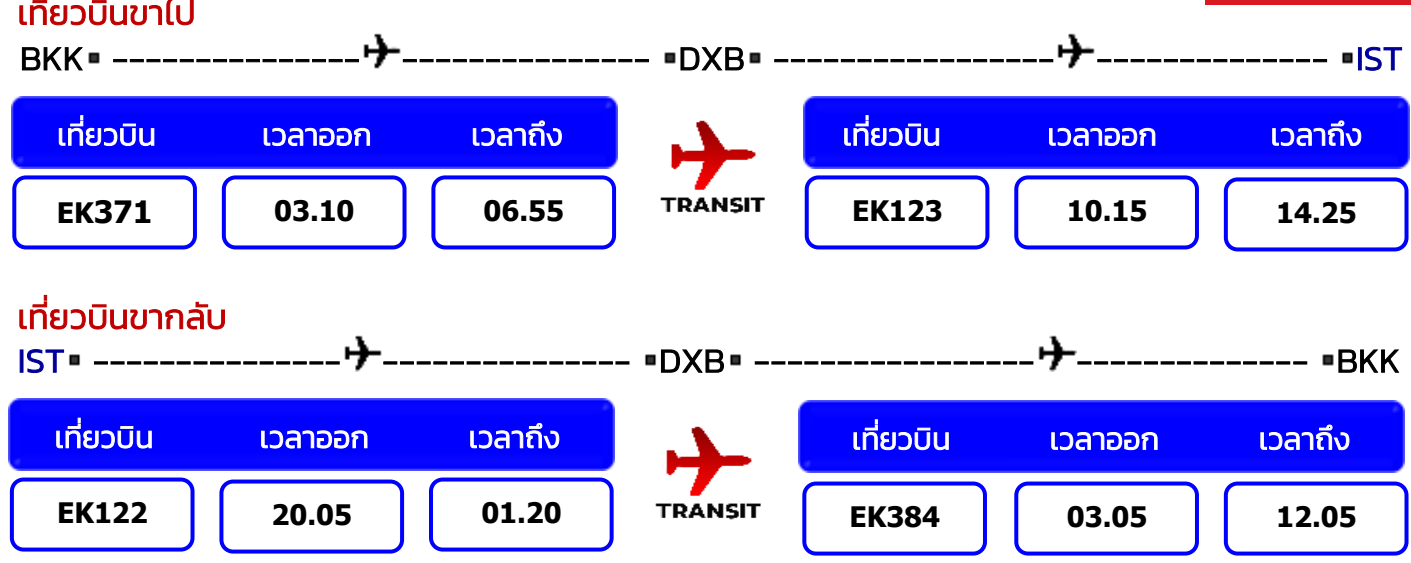 เที่ยวบินขาไป
BKK DXB IST
เที่ยวบิน เวลาออก เวลาถึง เที่ยวบิน เวลาออก เวลาถึง
EK371 03.10 06.55 TRANSIT EK123 10.15 14.25
เที่ยวบินขากลับ
IST DXB BKK
เที่ยวบิน เวลาออก เวลาถึง เที่ยวบิน เวลาออก เวลาถึง
EK122 20.05 01.20 TRANSIT EK384 03.05 12.05